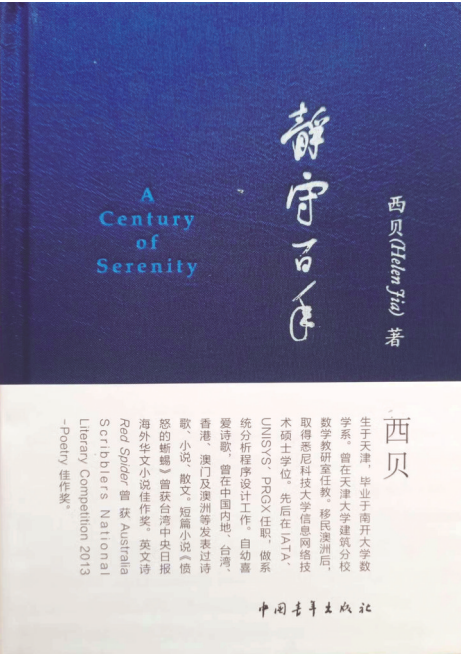 静守百年
A
Century
of
Serenity
西贝(Helen Jia) 著
西贝
生于天津，毕业于南开大学数
学系。曾在天津大学建筑分校
数学教研室任教。移民澳洲后，
取得悉尼科技大学信息网络技
术硕士学位。先后在IATA、
UNISYS、PRGX任职，做系
统分析程序设计工作。自幼喜
爱诗歌，曾在中国内地、台湾、
香港、澳门及澳洲等发表过诗
歌、小说、散文。短篇小说《愤
怒的蜥蜴》曾获台湾中央日报
海外华文小说佳作奖。英文诗
Red Spider 曾获 Australia
Scribblers National
Literary Competition 2013
-Poetry 佳作奖。
中国青年出版社